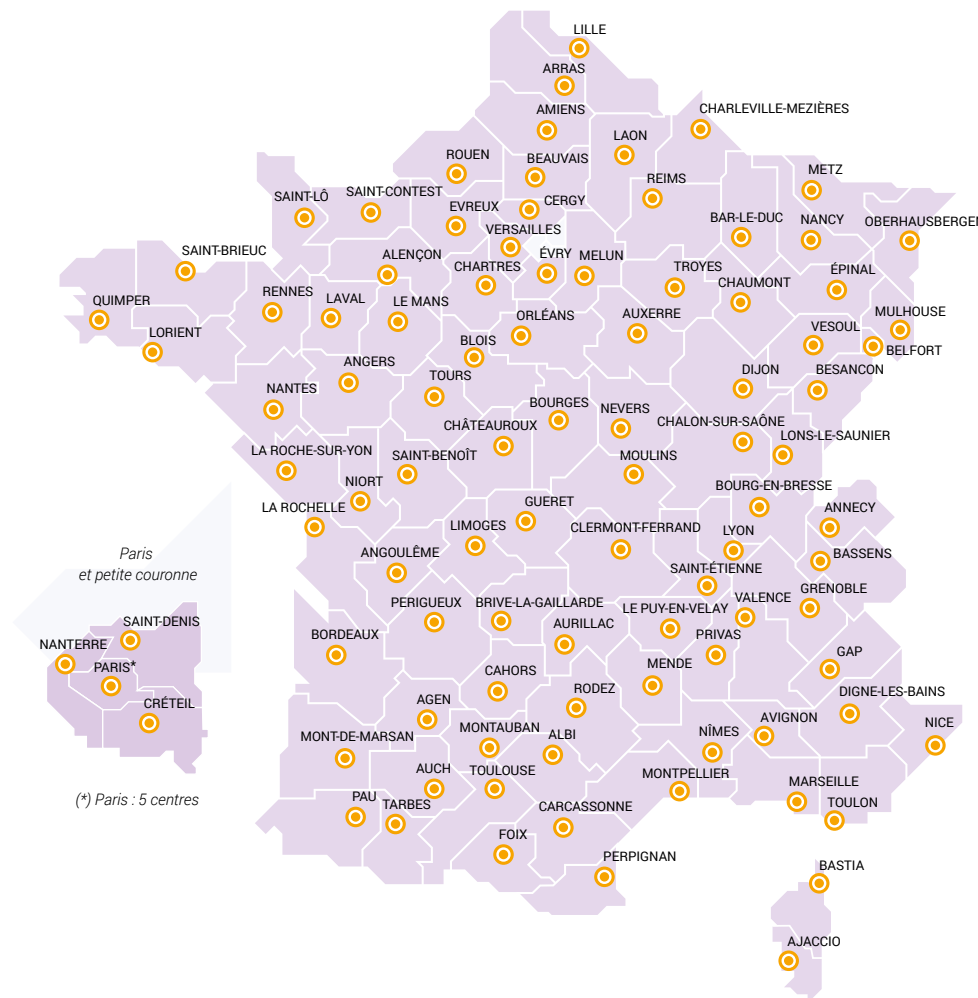 LILLE
ARRAS
AMIENS
CHARLEVILLE-MEZIÈRES
LAON
ROUEN
BEAUVAIS
METZ
REIMS
SAINT-LÔ
SAINT-CONTEST
EVREUX
CERGY
BAR-LE-DUC
NANCY
OBERHAUSBERGEN
VERSAILLES
SAINT-BRIEUC
ALENÇON
CHARTRES
ÉVRY
MELUN
TROYES
CHAUMONT
ÉPINAL
QUIMPER
RENNES
LAVAL
LE MANS
ORLÉANS
AUXERRE
MULHOUSE
LORIENT
BLOIS
VESOUL
BELFORT
ANGERS
TOURS
DIJON
BESANCON
NANTES
BOURGES
NEVERS
CHÂTEAUROUX
CHALON-SUR-SAÔNE
LONS-LE-SAUNIER
LA ROCHE-SUR-YON
SAINT-BENOÎT
MOULINS
NIORT
BOURG-EN-BRESSE
LA ROCHELLE
GUERET
ANNECY
LIMOGES
CLERMONT-FERRAND
LYON
Paris
et petite couronne
ANGOULÊME
BASSENS
SAINT-ÉTIENNE
PERIGUEUX
BRIVE-LA-GAILLARDE
LE PUY-EN-VELAY
VALENCE
GRENOBLE
SAINT-DENIS
BORDEAUX
AURILLAC
PRIVAS
NANTERRE
PARIS*
CAHORS
MENDE
GAP
CRÉTEIL
AGEN
RODEZ
DIGNE-LES-BAINS
MONT-DE-MARSAN
MONTAUBAN
ALBI
NÎMES
AVIGNON
NICE
AUCH
TOULOUSE
MONTPELLIER
MARSEILLE
(*) Paris : 5 centres
PAU
TARBES
CARCASSONNE
TOULON
FOIX
PERPIGNAN
BASTIA
AJACCIO